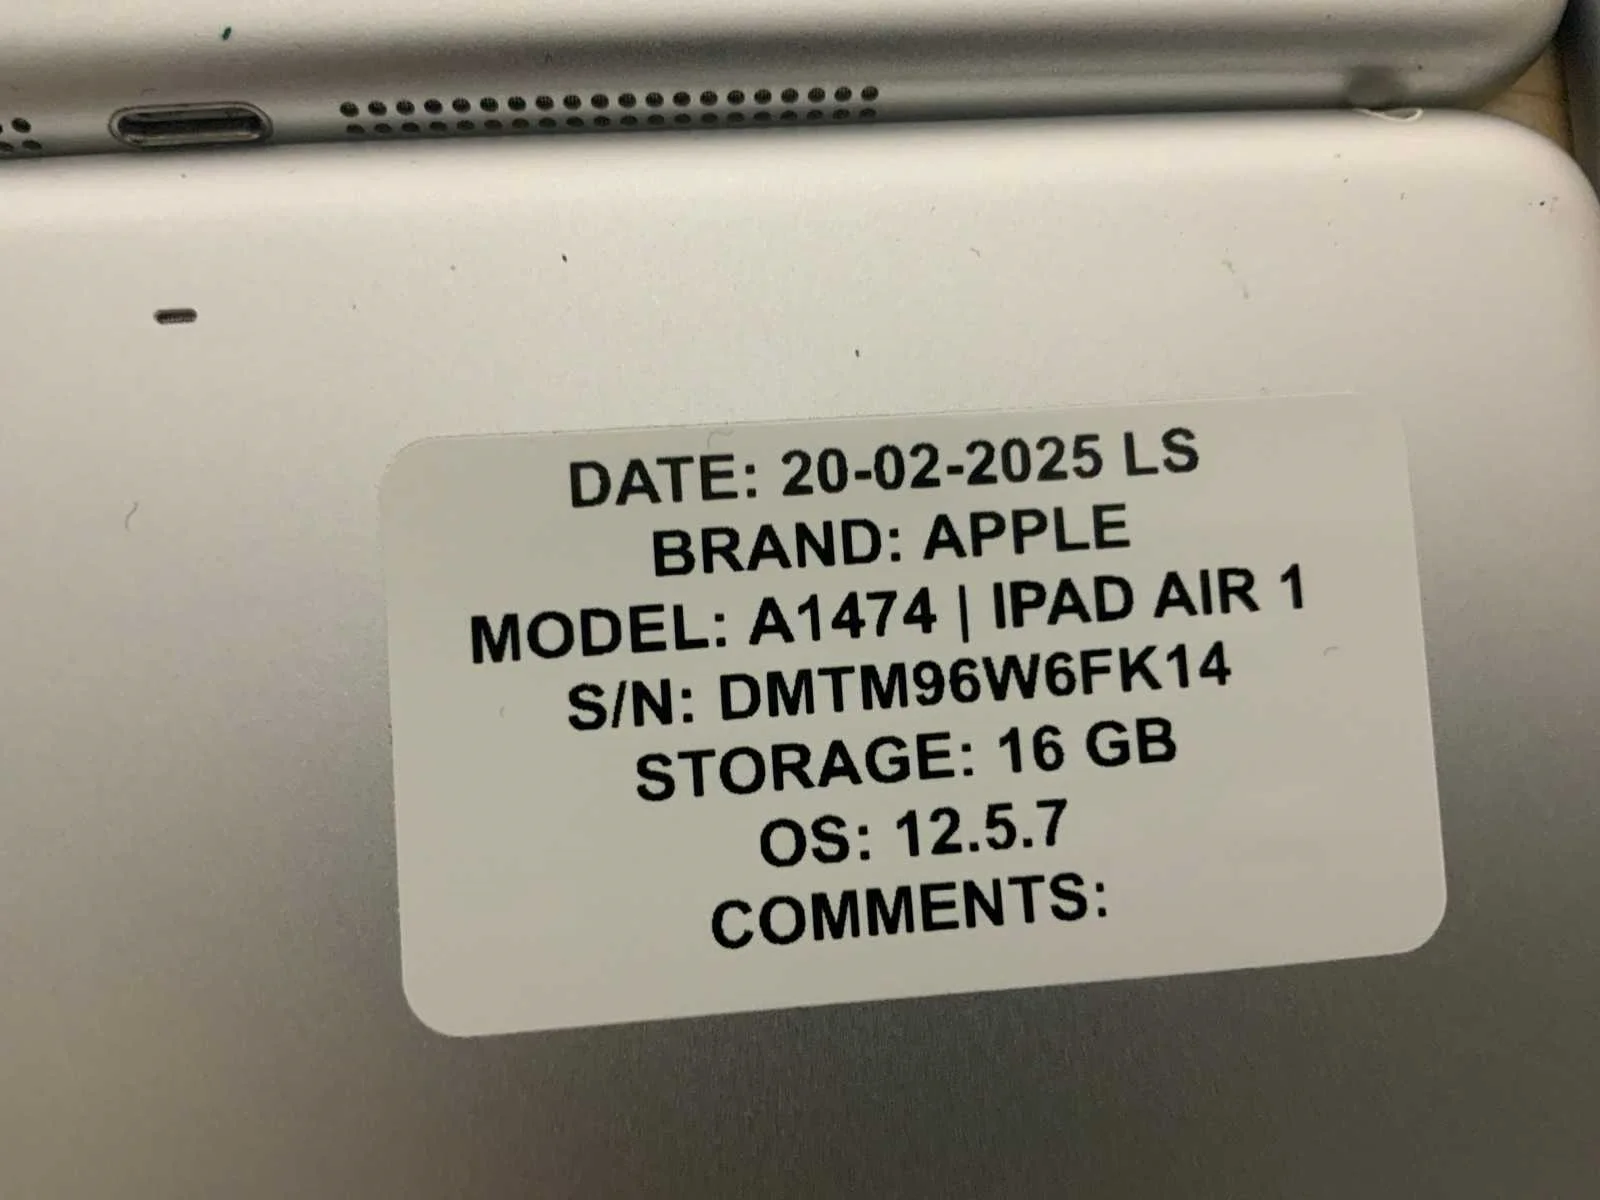 DATE: 20-02-2025 LS
BRAND: APPLE
MODEL: A1474 | IPAD AIR 1
S/N: DMTM96W6FK14
STORAGE: 16 GB
OS: 12.5.7
COMMENTS: